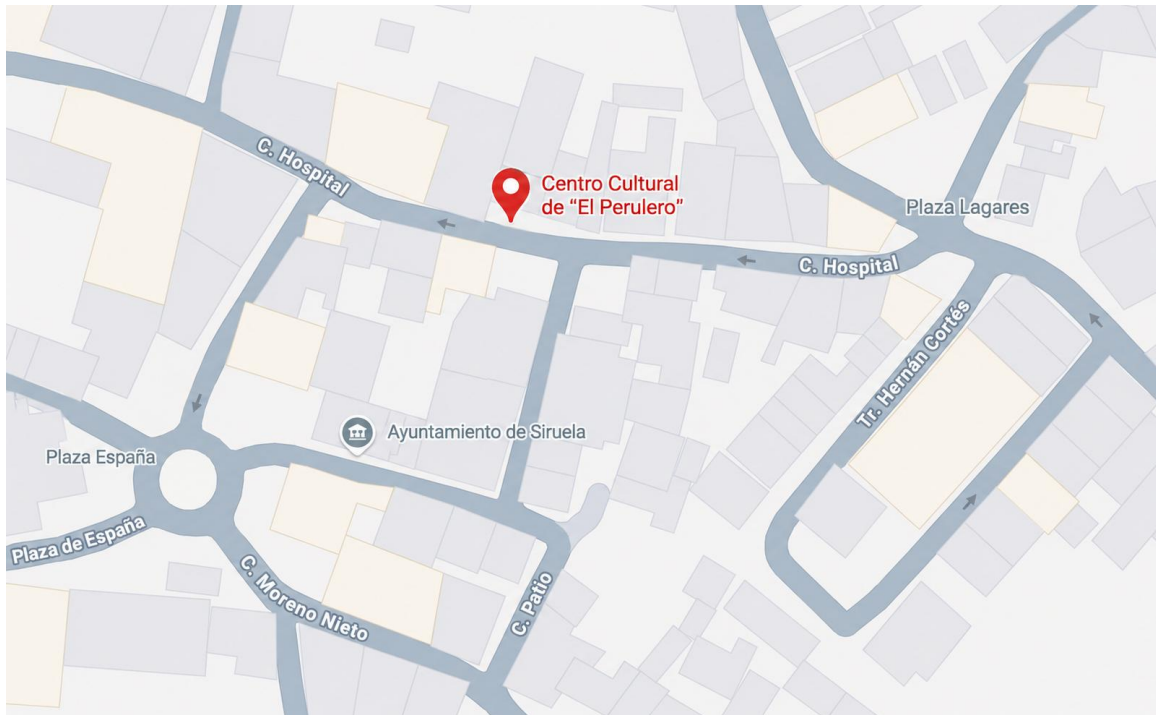 C. Hospital
Centro Cultural
de “El Perulero”
Plaza Lagares
C. Hospital
Tr. Hernán Cortés
Ayuntamiento de Siruela
Plaza España
Plaza de España
C. Moreno Nieto
C. Patio